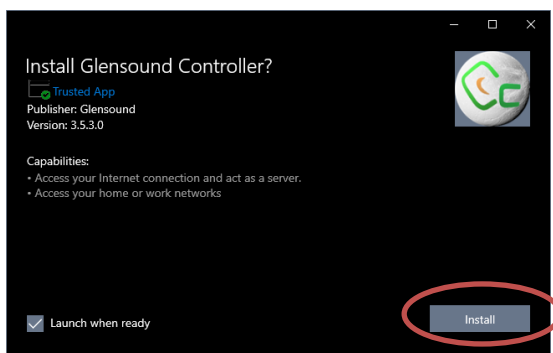 Install Glensound Controller?
Trusted App
Publisher: Glensound
Version: 3.5.3.0
Capabilities:
• Access your Internet connection and act as a server.
• Access your home or work networks
Launch when ready
Install